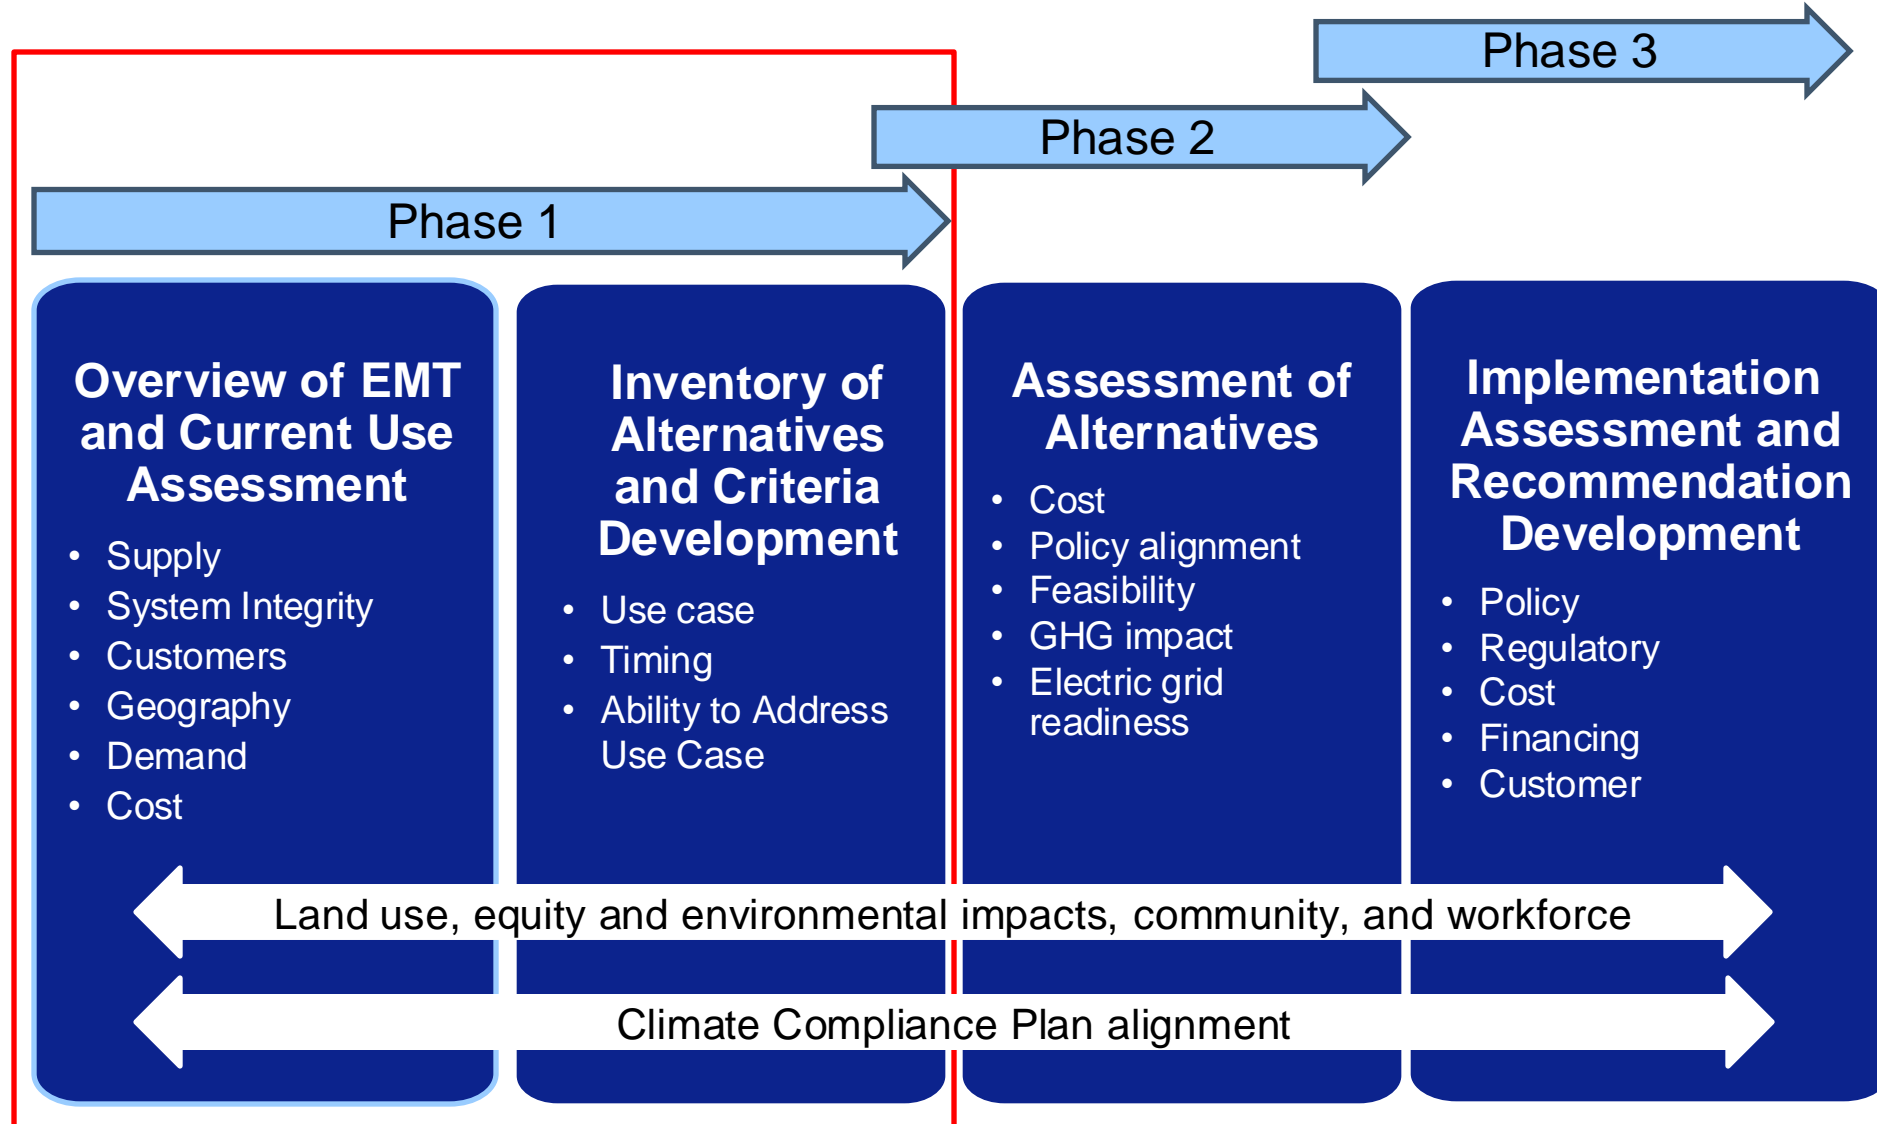 Phase 3
Phase 2
Phase 1
Overview of EMT
and Current Use
Assessment
• Supply
• System Integrity
• Customers
• Geography
• Demand
• Cost
Inventory of
Alternatives
and Criteria
Development
• Use case
• Timing
• Ability to Address
Use Case
Assessment of
Alternatives
• Cost
• Policy alignment
• Feasibility
• GHG impact
• Electric grid
readiness
Implementation
Assessment and
Recommendation
Development
• Policy
• Regulatory
• Cost
• Financing
• Customer
Land use, equity and environmental impacts, community, and workforce
Climate Compliance Plan alignment